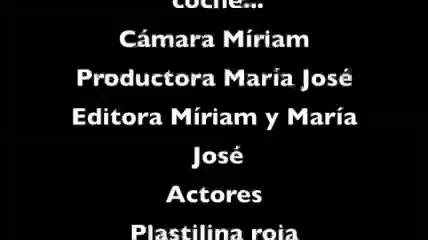 coche...
Cámara Míriam
Productora María José
Editora Míriam y María
José
Actores
Plastilina roja